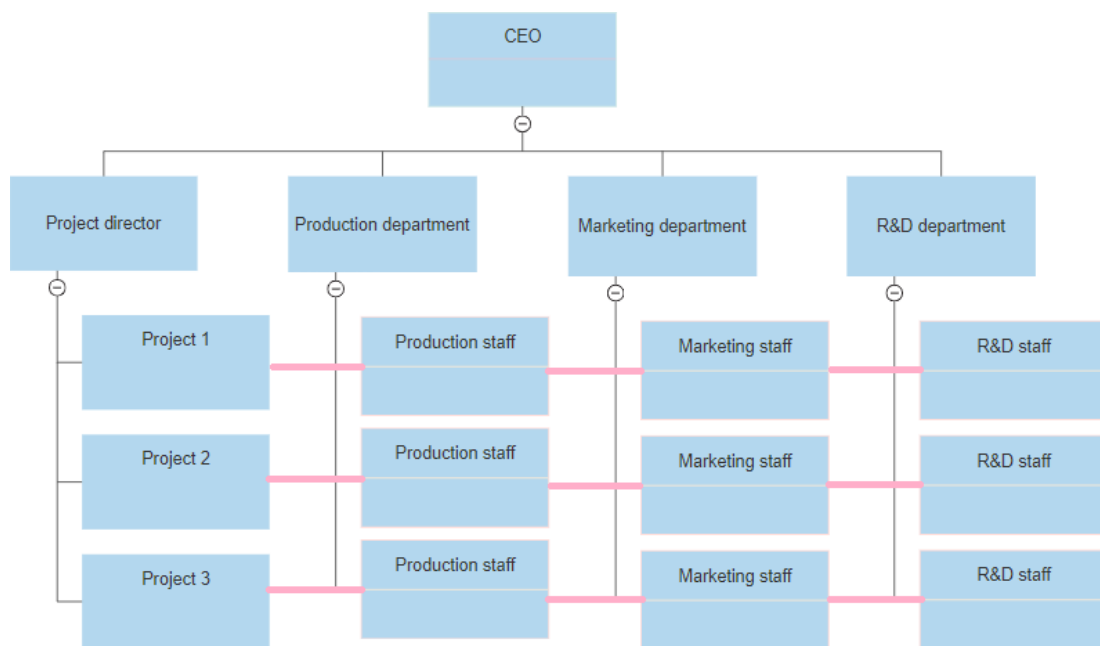 CEO
Project director
Production department
Marketing department
R&D department
Project 1
Production staff
Marketing staff
R&D staff
Project 2
Production staff
Marketing staff
R&D staff
Project 3
Production staff
Marketing staff
R&D staff